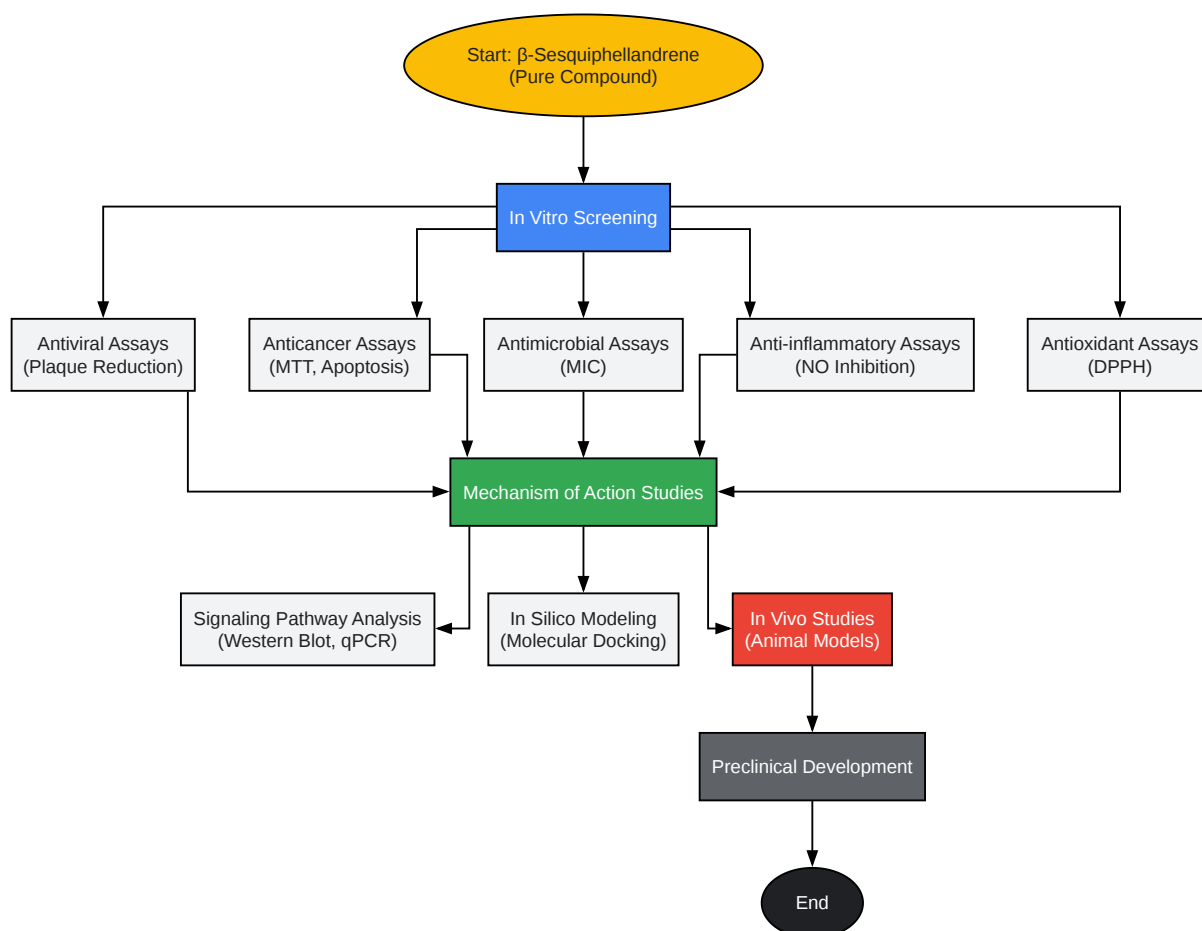 Start: β-Sesquiphellandrene
(Pure Compound)
In Vitro Screening
Antiviral Assays
(Plaque Reduction)
Anticancer Assays
(MTT, Apoptosis)
Antimicrobial Assays
(MIC)
Anti-inflammatory Assays
(NO Inhibition)
Antioxidant Assays
(DPPH)
Mechanism of Action Studies
Signaling Pathway Analysis
(Western Blot, qPCR)
In Silico Modeling
(Molecular Docking)
In Vivo Studies
(Animal Models)
Preclinical Development
End